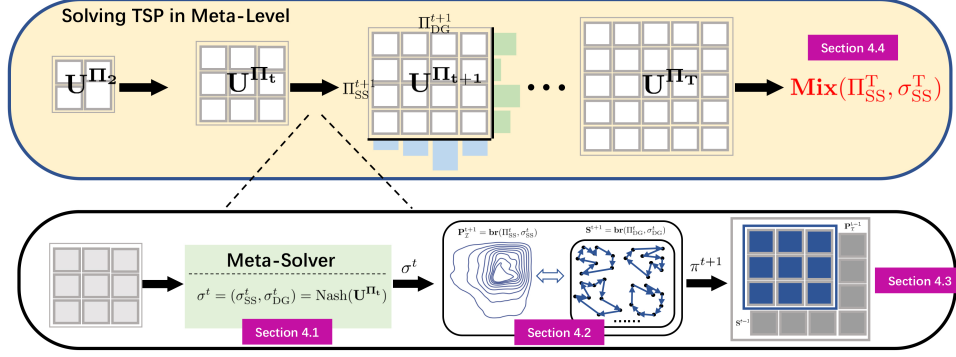 Solving TSP in Meta-Level
Π_DG^{t+1}
Section 4.4
U^{Π_2}
U^{Π_t}
Π_SS^{t+1}
U^{Π_{t+1}}
•••
U^{Π_T}
Mix(Π_SS^T, σ_SS^T)
Meta-Solver
σ^t = (σ_SS^t, σ_DG^t) = Nash(U^{Π_t})
Section 4.1
σ^t
P_I^{t+1} = br(Π_SS^t, σ_SS^t)
S^{t+1} = br(Π_DG^t, σ_DG^t)
......
Section 4.2
π^{t+1}
P_I^{t+1}
S^{t+1}
Section 4.3